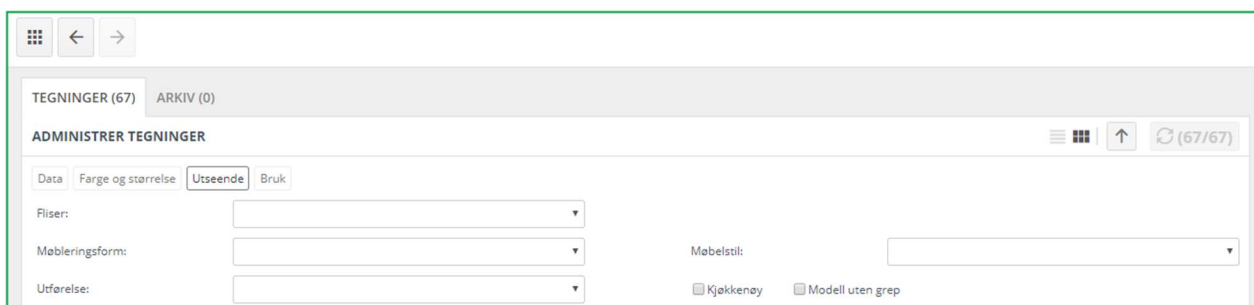 TEGNINGER (67) ARKIV (0)
ADMINISTRER TEGNINGER (67/67)
Data Farge og størrelse Utseende Bruk
Fliser:
Møbleringsform: Møbelstil:
Utførelse: Kjøkkenøy Modell uten grep